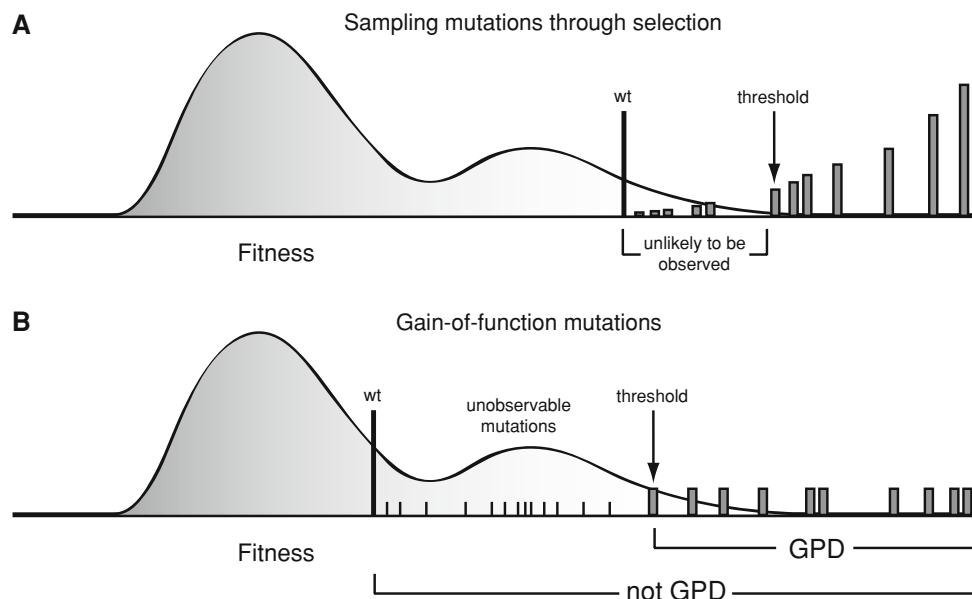 A
Sampling mutations through selection
wt
threshold
unlikely to be
observed
Fitness
B
Gain-of-function mutations
wt
unobservable
mutations
threshold
Fitness
GPD
not GPD